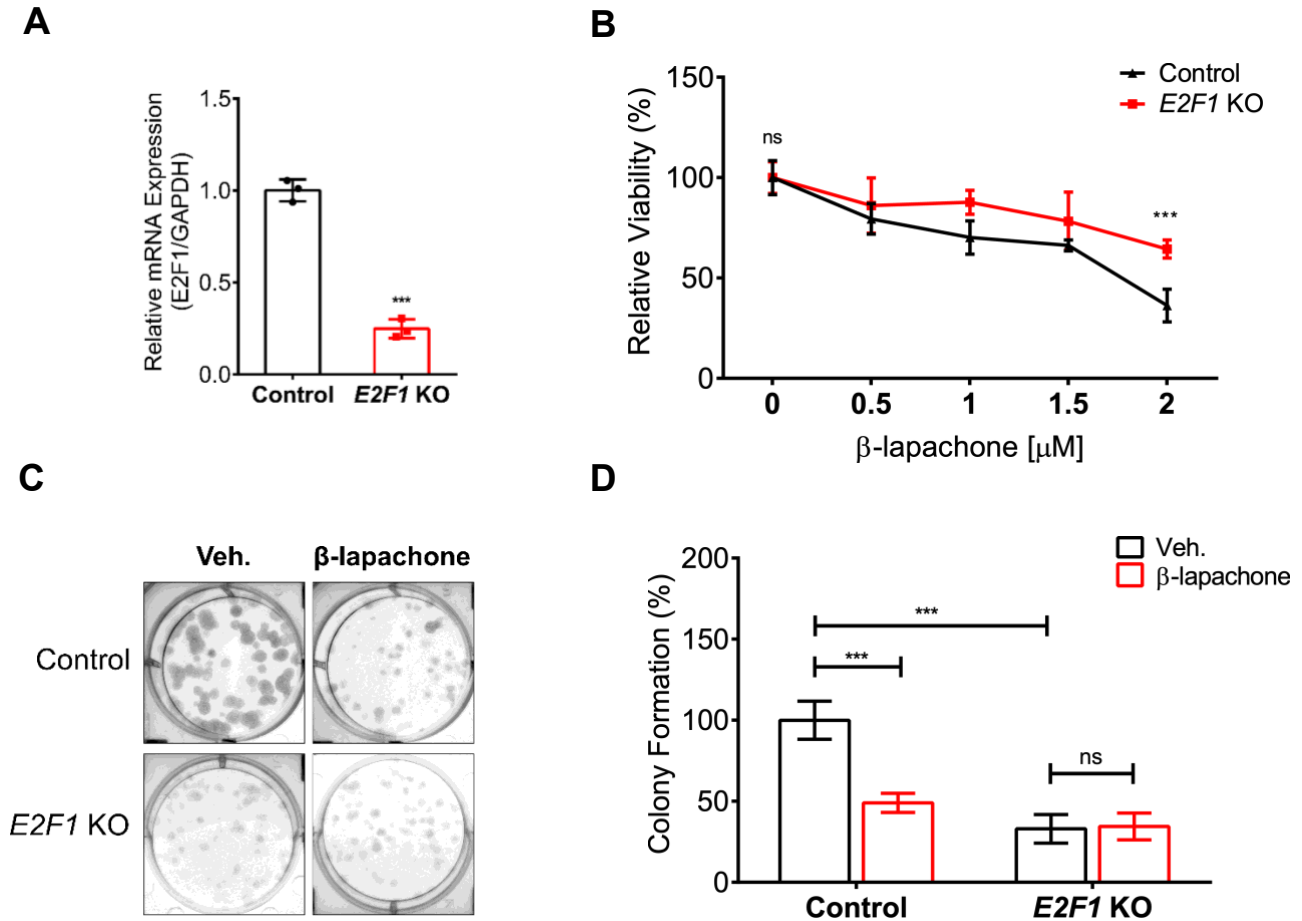 A
Relative mRNA Expression
(E2F1/GAPDH)
1.5
1.0
0.5
0.0
***
Control
E2F1 KO
B
Relative Viability (%)
150
100
50
0
ns
***
Control
E2F1 KO
0 0.5 1 1.5 2
β-lapachone [μM]
C
Veh.
β-lapachone
Control
E2F1 KO
D
Colony Formation (%)
200
150
100
50
0
Veh.
β-lapachone
***
***
ns
Control
E2F1 KO